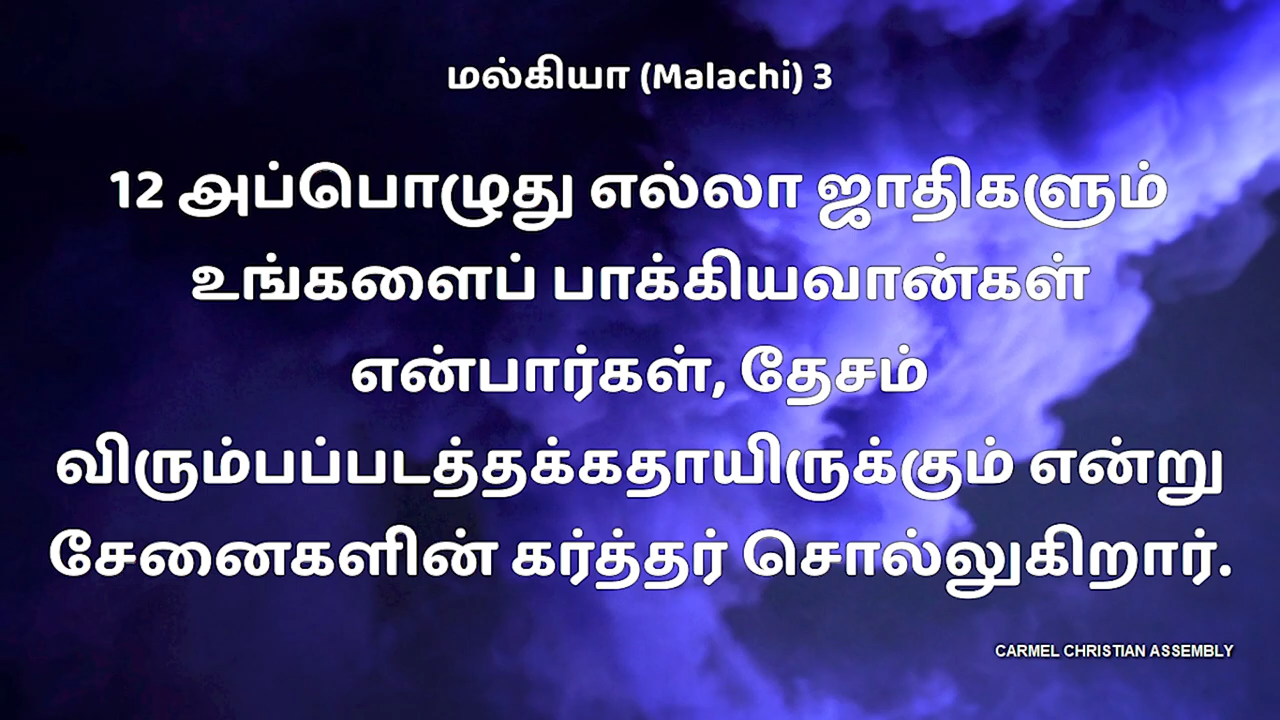 மல்கியா (Malachi) 3
12 அப்பொழுது எல்லா ஜாதிகளும்
உங்களைப் பாக்கியவான்கள்
என்பார்கள், தேசம்
விரும்பப்படத்தக்கதாயிருக்கும் என்று
சேனைகளின் கர்த்தர் சொல்லுகிறார்.
CARMEL CHRISTIAN ASSEMBLY